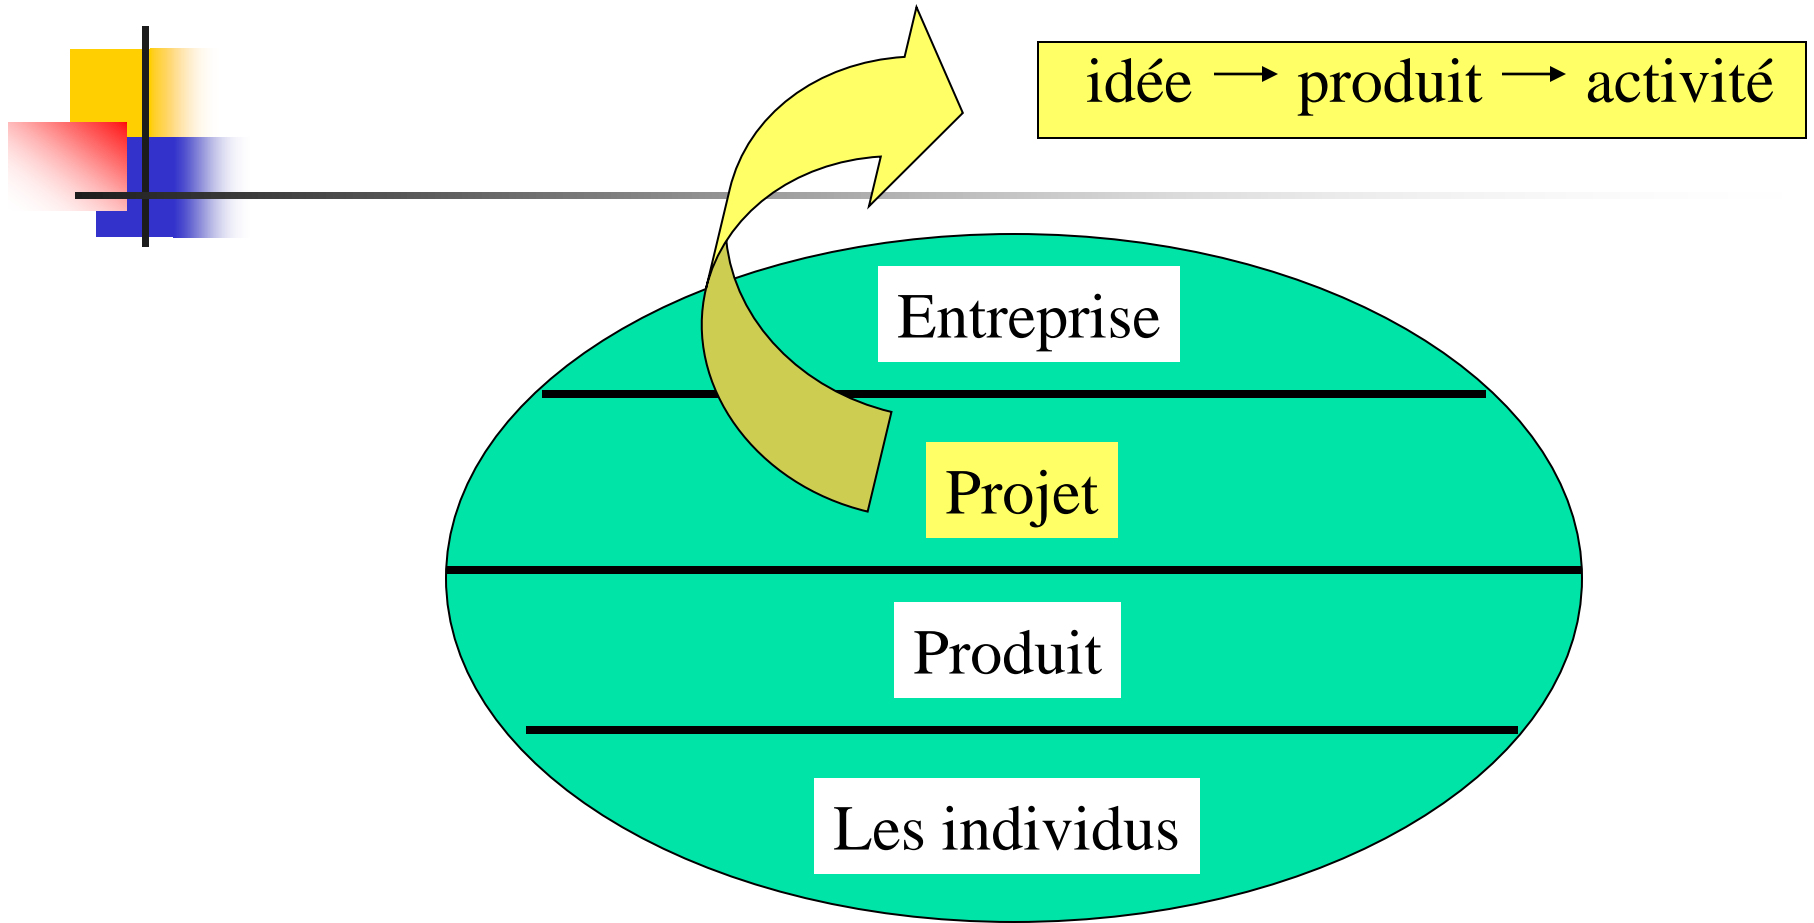 idée → produit → activité
Entreprise
Projet
Produit
Les individus